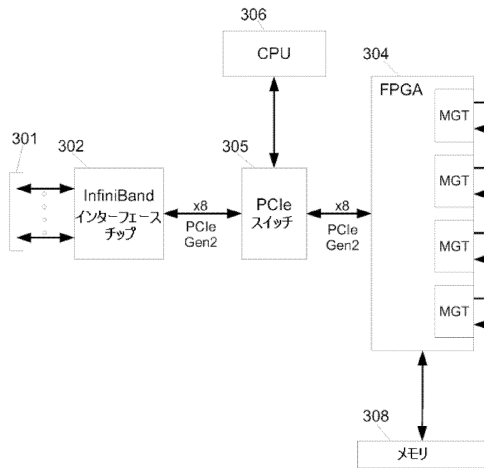 306
CPU
304
FPGA
MGT
MGT
MGT
MGT
301
302
InfiniBand
インターフェース
チップ
x8
PCIe
Gen2
305
PCIe
スイッチ
x8
PCIe
Gen2
308
メモリ